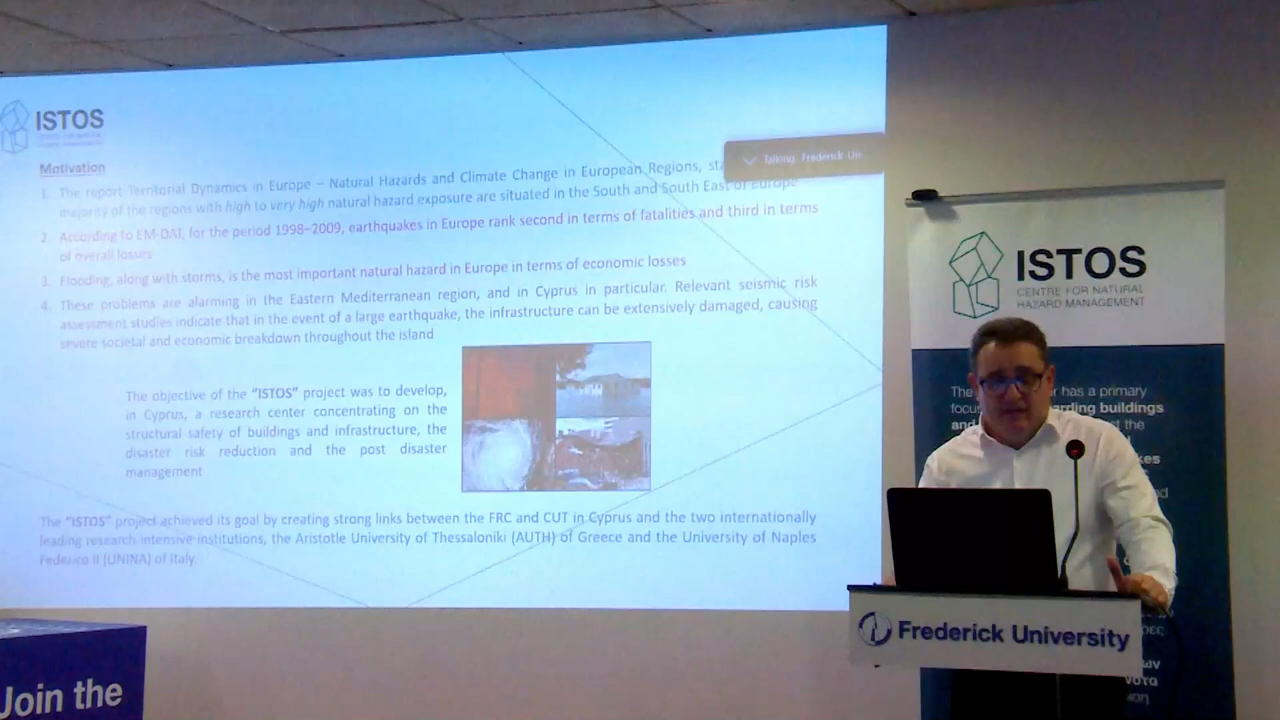 ISTOS
Motivation
1. The report Territorial Dynamics in Europe – Natural Hazards and Climate Change in European Regions,
majority of the regions with high to very high natural hazard exposure are situated in the South and South East of Europe
2. According to EM-DAT, for the period 1998–2009, earthquakes in Europe rank second in terms of fatalities and third in terms
of overall losses
3. Flooding, along with storms, is the most important natural hazard in Europe in terms of economic losses
4. These problems are alarming in the Eastern Mediterranean region, and in Cyprus in particular. Relevant seismic risk
assessment studies indicate that in the event of a large earthquake, the infrastructure can be extensively damaged, causing
severe societal and economic breakdown throughout the island
The objective of the "ISTOS" project was to develop,
in Cyprus, a research center concentrating on the
structural safety of buildings and infrastructure, the
disaster risk reduction and the post disaster
management
The "ISTOS" project achieved its goal by creating strong links between the FRC and CUT in Cyprus and the two internationally
leading research intensive institutions, the Aristotle University of Thessaloniki (AUTH) of Greece and the University of Naples
Federico II (UNINA) of Italy.
Talking: Frederick Un...
ISTOS
CENTRE FOR NATURAL
HAZARD MANAGEMENT
The has a primary
buildings
and the
Frederick University
Join the